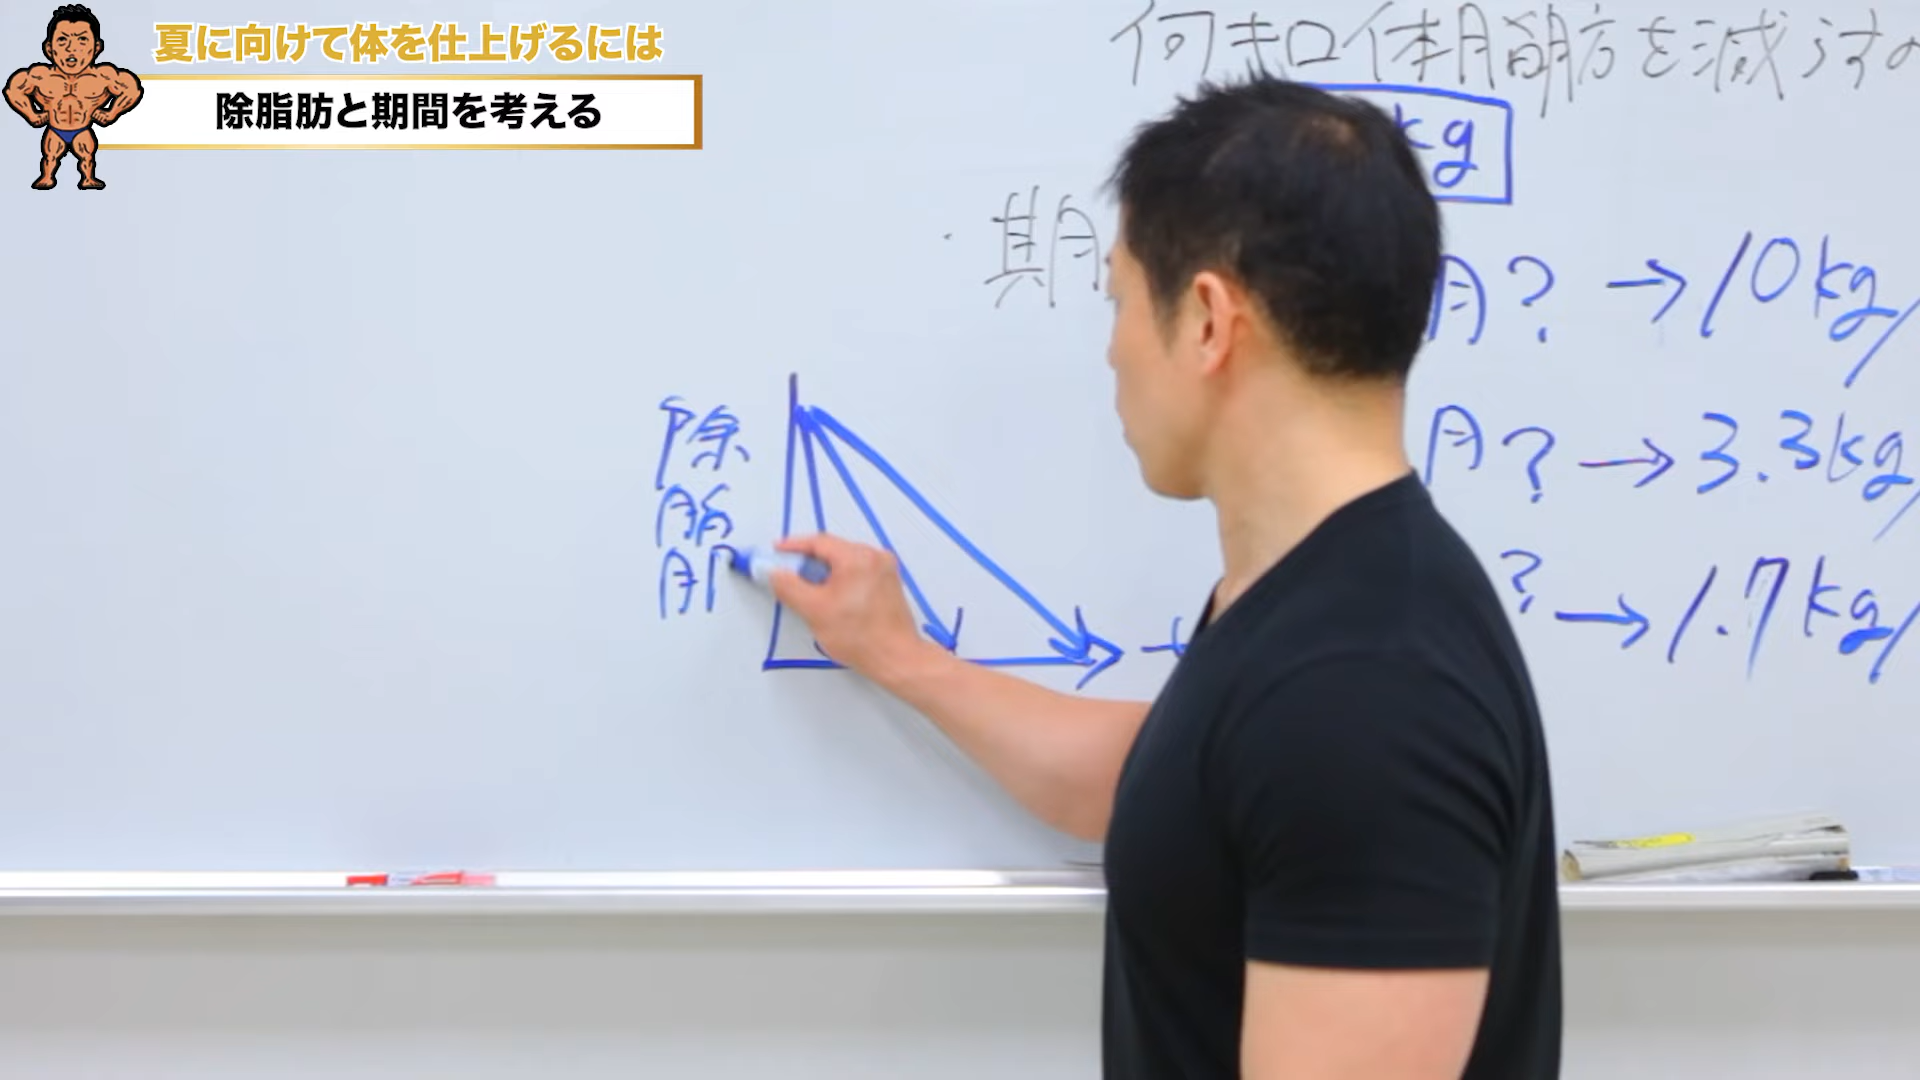 夏に向けて体を仕上げるには
除脂肪と期間を考える
何キロ体脂肪を減らすの
kg
・期
月? → 10kg/
月? → 3.3kg/
? → 1.7kg/
除
脂
月